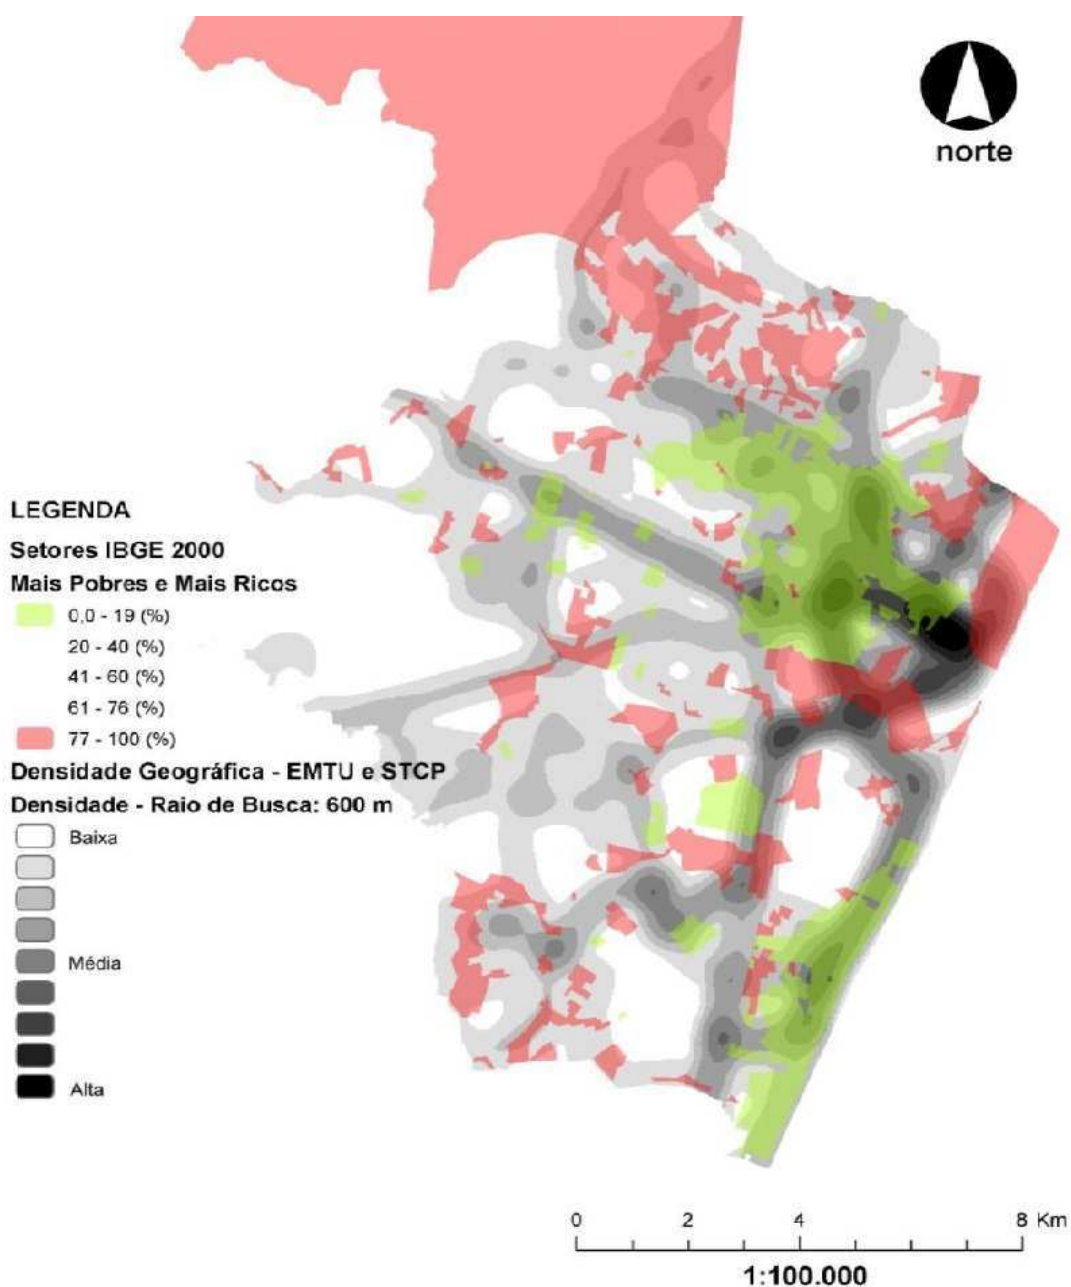 norte
LEGENDA
Setores IBGE 2000
Mais Pobres e Mais Ricos
0,0 - 19 (%)
20 - 40 (%)
41 - 60 (%)
61 - 76 (%)
77 - 100 (%)
Densidade Geográfica - EMTU e STCP
Densidade - Raio de Busca: 600 m
Baixa
Média
Alta
0 2 4 8 Km
1:100.000